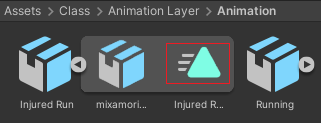 Assets > Class > Animation Layer > Animation
Injured Run mixamori... Injured R... Running